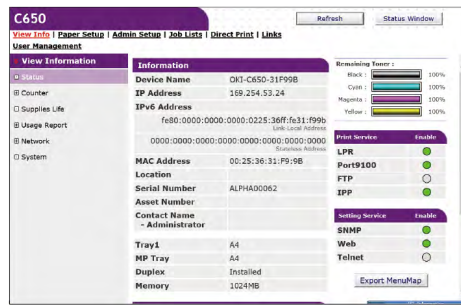 C650
Refresh
Status Window
View Info | Paper Setup | Admin Setup | Job Lists | Direct Print | Links
User Management
View Information
Status
Counter
Supplies Life
Usage Report
Network
System
Information
Device Name OKI-C650-31F99B
IP Address 169.254.53.24
IPv6 Address
fe80:0000:0000:0000:0225:36ff:fe31:f99b
Link-Local Address
0000:0000:0000:0000:0000:0000:0000:0000
Stateless Address
MAC Address 00:25:36:31:F9:9B
Location
Serial Number ALPHA00062
Asset Number
Contact Name
- Administrator
Tray1 A4
MP Tray A4
Duplex Installed
Memory 1024MB
Remaining Toner :
Black : 100%
Cyan : 100%
Magenta : 100%
Yellow : 100%
Print Service Enable
LPR
Port9100
FTP
IPP
Setting Service Enable
SNMP
Web
Telnet
Export MenuMap